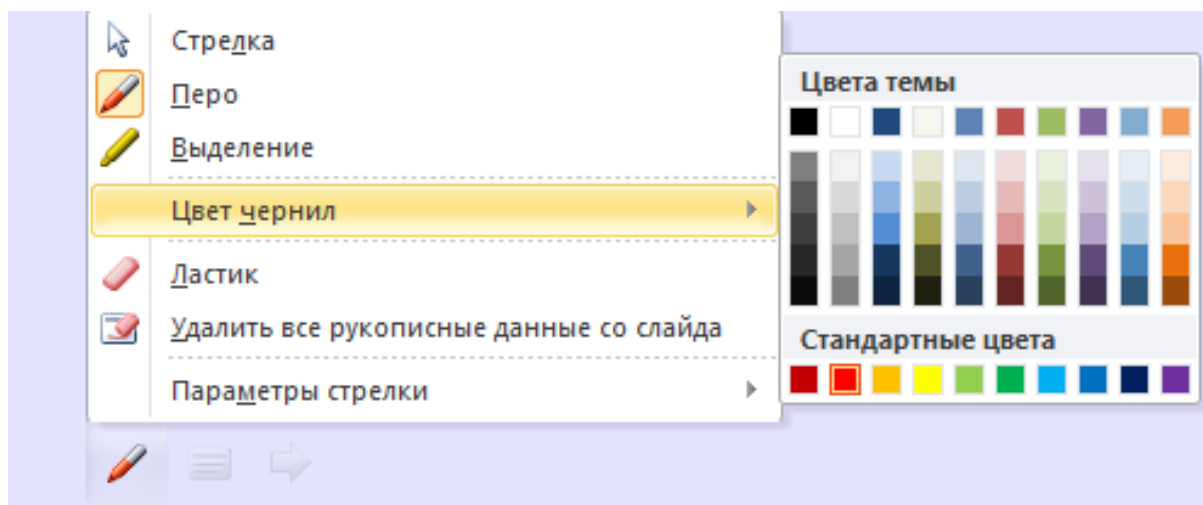 Стрелка
Перо
Выделение
Цвет чернил
Ластик
Удалить все рукописные данные со слайда
Параметры стрелки
Цвета темы
Стандартные цвета